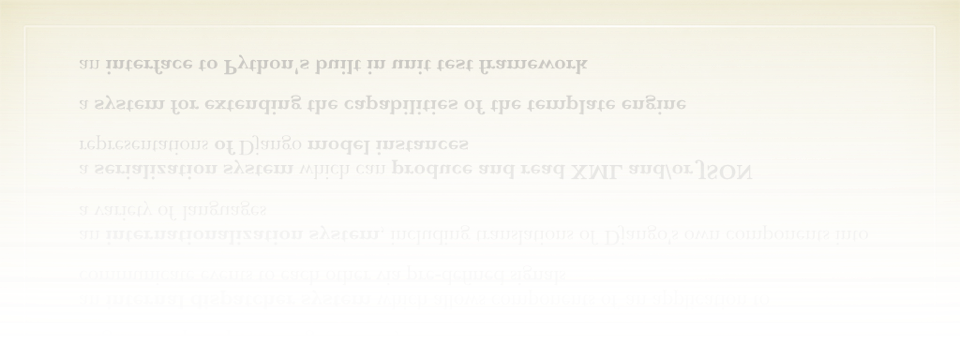 an internal dispatcher system which allows components of an application to
communicate events to each other via pre-defined signals
an internationalization system, including translations of Django's own components into
a variety of languages
a serialization system which can produce and read XML and/or JSON
representations of Django model instances
a system for extending the capabilities of the template engine
an interface to Python's built in unit test framework